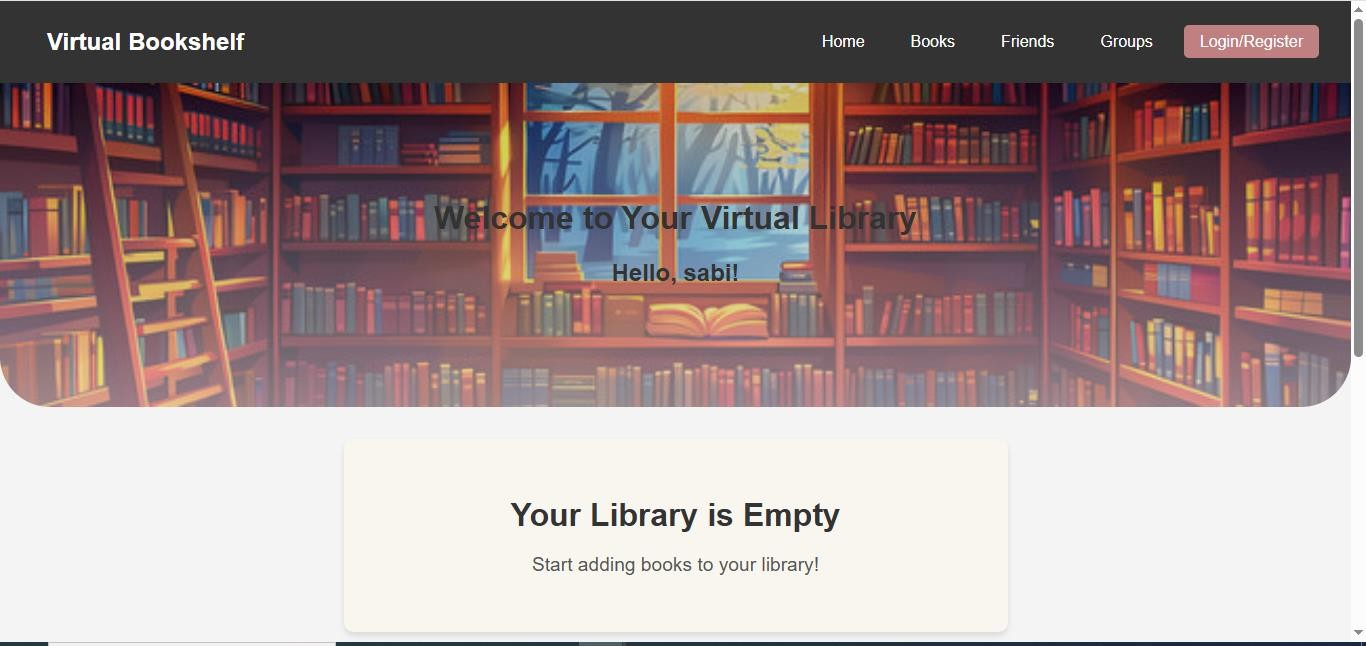 Virtual Bookshelf
Home Books Friends Groups Login/Register
Welcome to Your Virtual Library
Hello, sabi!
Your Library is Empty
Start adding books to your library!